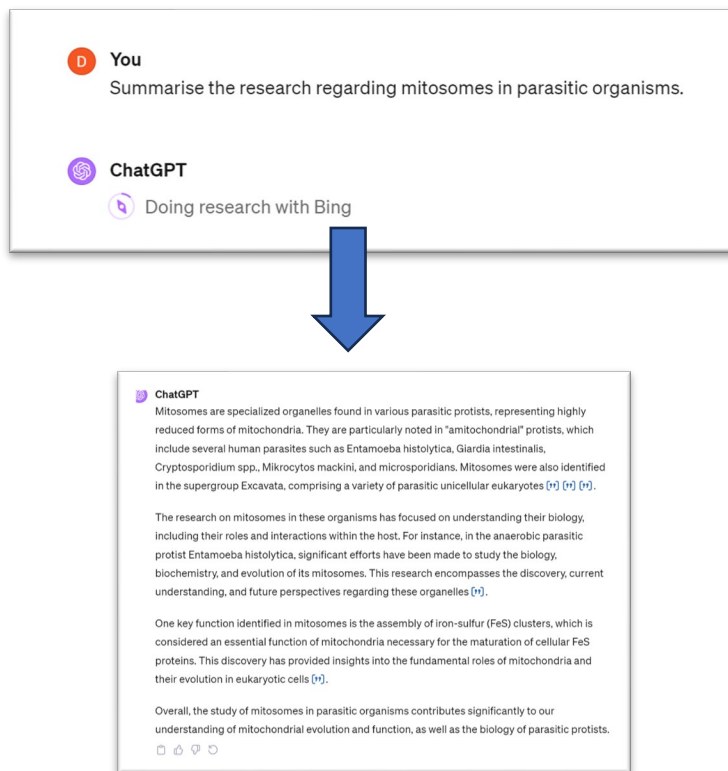 D You
Summarise the research regarding mitosomes in parasitic organisms.
ChatGPT
Doing research with Bing
ChatGPT
Mitosomes are specialized organelles found in various parasitic protists, representing highly
reduced forms of mitochondria. They are particularly noted in "amitochondrial" protists, which
include several human parasites such as Entamoeba histolytica, Giardia intestinalis,
Cryptosporidium spp., Mikrocytos mackini, and microsporidians. Mitosomes were also identified
in the supergroup Excavata, comprising a variety of parasitic unicellular eukaryotes ["] ["] ["].
The research on mitosomes in these organisms has focused on understanding their biology,
including their roles and interactions within the host. For instance, in the anaerobic parasitic
protist Entamoeba histolytica, significant efforts have been made to study the biology,
biochemistry, and evolution of its mitosomes. This research encompasses the discovery, current
understanding, and future perspectives regarding these organelles ["].
One key function identified in mitosomes is the assembly of iron-sulfur (FeS) clusters, which is
considered an essential function of mitochondria necessary for the maturation of cellular FeS
proteins. This discovery has provided insights into the fundamental roles of mitochondria and
their evolution in eukaryotic cells ["].
Overall, the study of mitosomes in parasitic organisms contributes significantly to our
understanding of mitochondrial evolution and function, as well as the biology of parasitic protists.